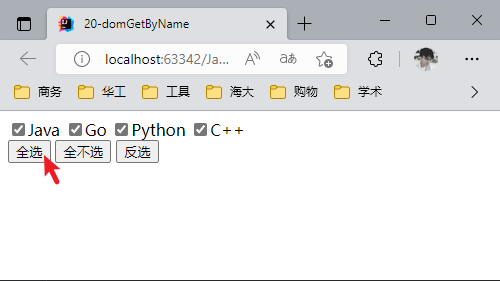 20-domGetByName
localhost:63342/Ja...
商务 华工 工具 海大 购物 学术
Java Go Python C++
全选 全不选 反选